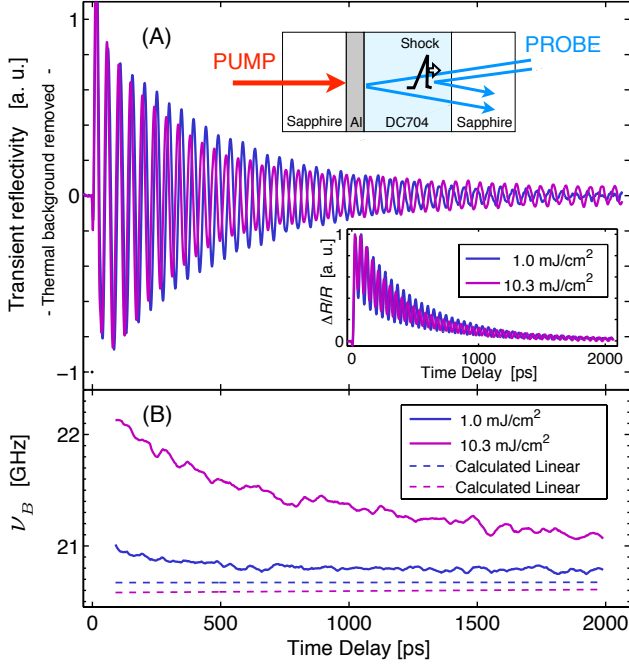 (A)
Transient reflectivity [a. u.]
- Thermal background removed -
1
0
−1
PUMP
PROBE
Shock
Sapphire
Al
DC704
Sapphire
ΔR/R [a. u.]
1
0
1.0 mJ/cm²
10.3 mJ/cm²
0
1000
2000
Time Delay [ps]
(B)
ν_B [GHz]
22
21
1.0 mJ/cm²
10.3 mJ/cm²
Calculated Linear
Calculated Linear
0
500
1000
1500
2000
Time Delay [ps]